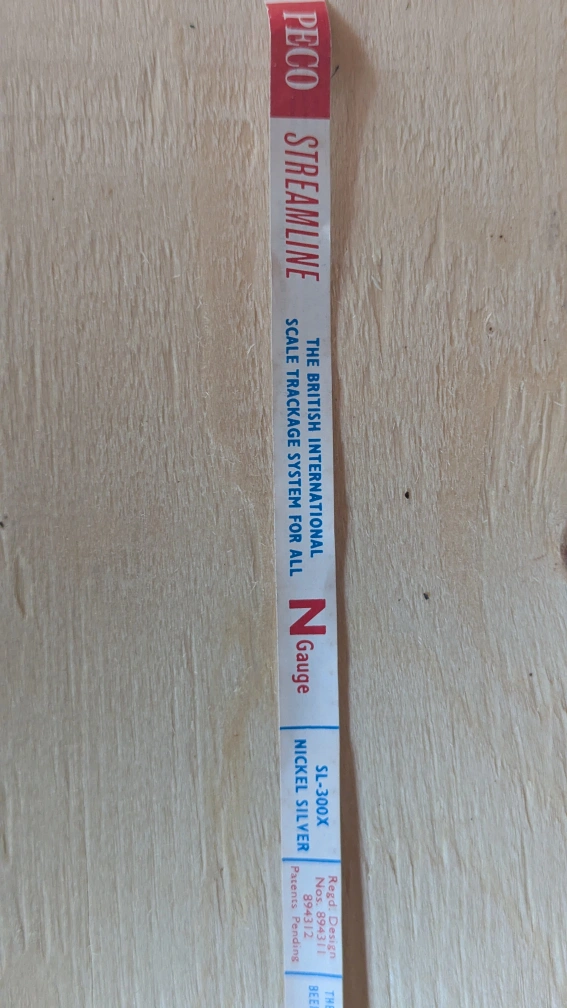 PECO
STREAMLINE
THE BRITISH INTERNATIONAL
SCALE TRACKAGE SYSTEM FOR ALL
N Gauge
SL-300X
NICKEL SILVER
Regd. Design
Nos. 894311
894312
Patents Pending
THE